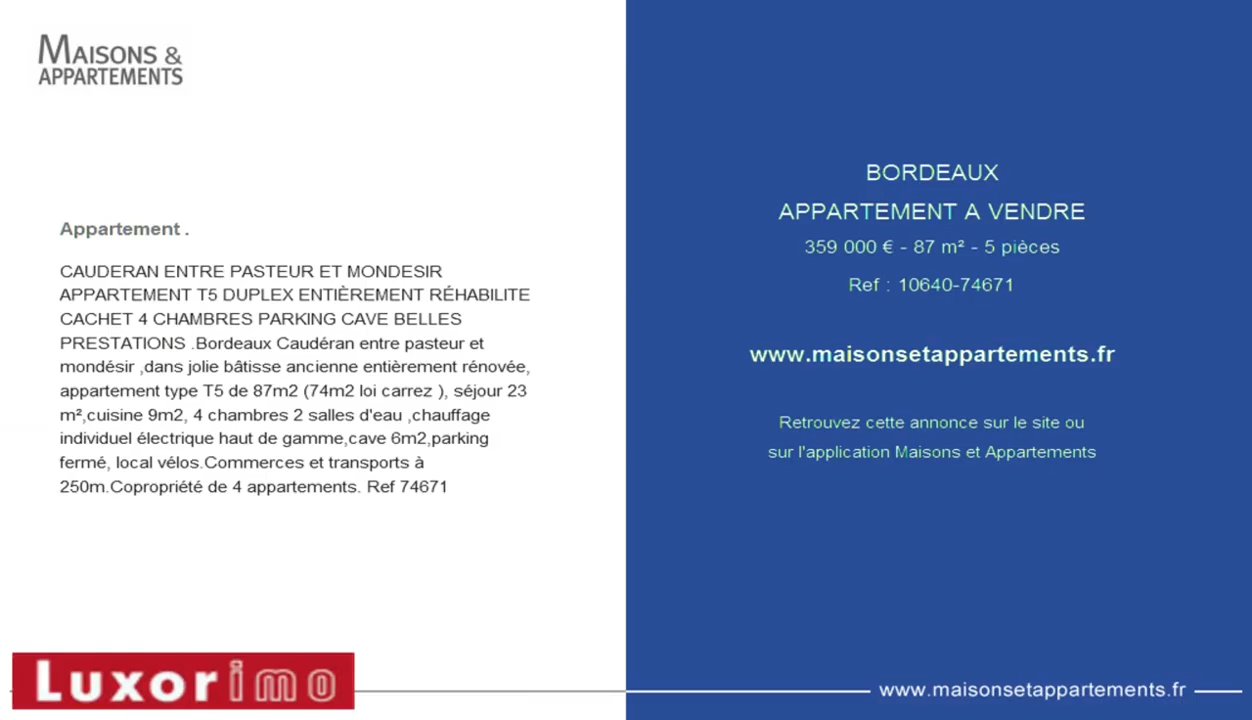 MAISONS &
APPARTEMENTS
Appartement .
CAUDERAN ENTRE PASTEUR ET MONDESIR
APPARTEMENT T5 DUPLEX ENTIÈREMENT RÉHABILITE
CACHET 4 CHAMBRES PARKING CAVE BELLES
PRESTATIONS .Bordeaux Caudéran entre pasteur et
mondésir ,dans jolie bâtisse ancienne entièrement rénovée,
appartement type T5 de 87m2 (74m2 loi carrez ), séjour 23
m²,cuisine 9m2, 4 chambres 2 salles d'eau ,chauffage
individuel électrique haut de gamme,cave 6m2,parking
fermé, local vélos.Commerces et transports à
250m.Copropriété de 4 appartements. Ref 74671
Luxorimo
BORDEAUX
APPARTEMENT A VENDRE
359 000 € - 87 m² - 5 pièces
Ref : 10640-74671
www.maisonsetappartements.fr
Retrouvez cette annonce sur le site ou
sur l'application Maisons et Appartements
www.maisonsetappartements.fr